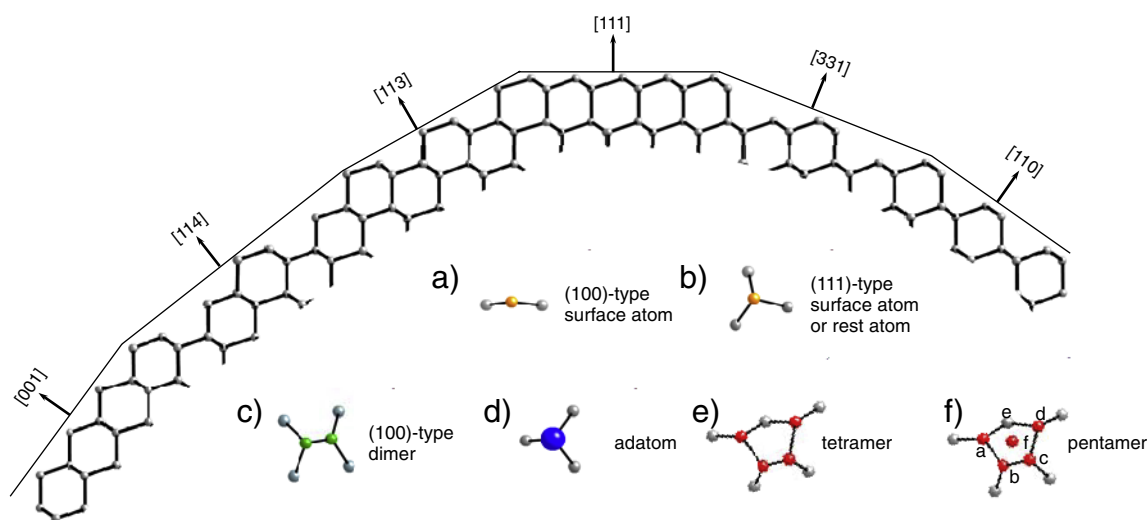 [111]
[113]
[331]
[114]
[110]
[001]
a)
(100)-type
surface atom
b)
(111)-type
surface atom
or rest atom
c)
(100)-type
dimer
d)
adatom
e)
tetramer
f)
e
d
f
a
c
b
pentamer